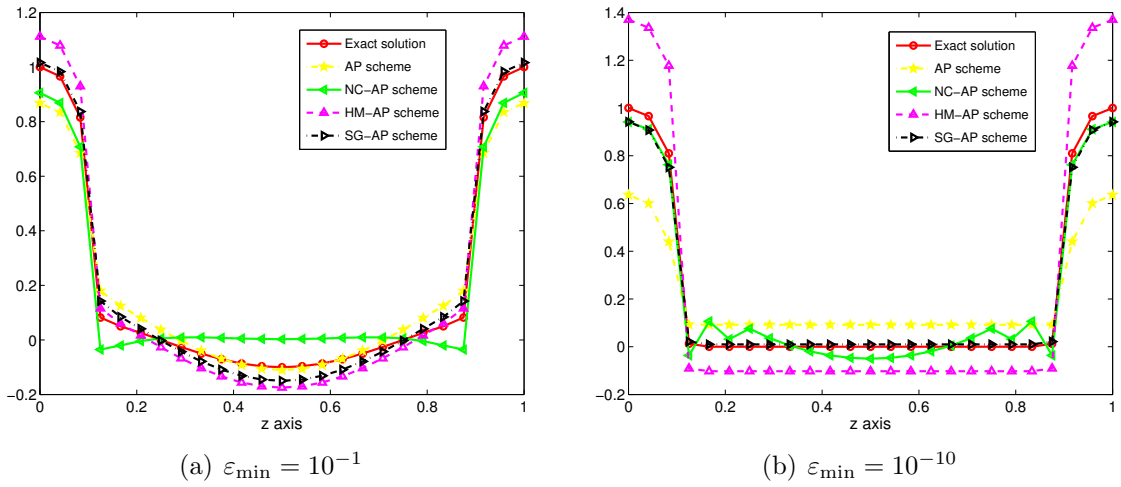 1.2
1
0.8
0.6
0.4
0.2
0
−0.2
0 0.2 0.4 0.6 0.8 1
z axis
Exact solution
AP scheme
NC−AP scheme
HM−AP scheme
SG−AP scheme
(a) εmin = 10−1
1.4
1.2
1
0.8
0.6
0.4
0.2
0
−0.2
0 0.2 0.4 0.6 0.8 1
z axis
Exact solution
AP scheme
NC−AP scheme
HM−AP scheme
SG−AP scheme
(b) εmin = 10−10